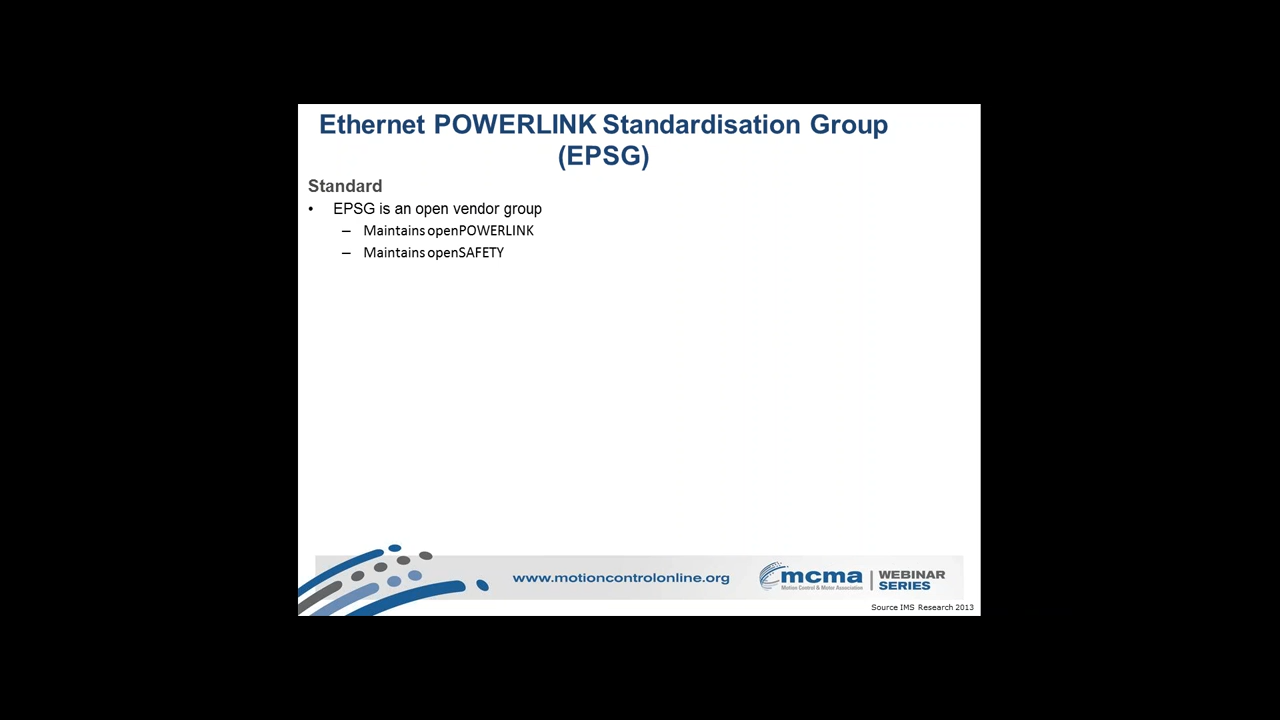 Ethernet POWERLINK Standardisation Group
(EPSG)
Standard
• EPSG is an open vendor group
– Maintains openPOWERLINK
– Maintains openSAFETY
www.motioncontrolonline.org
mcma
Motion Control & Motor Association
WEBINAR
SERIES
Source IMS Research 2013